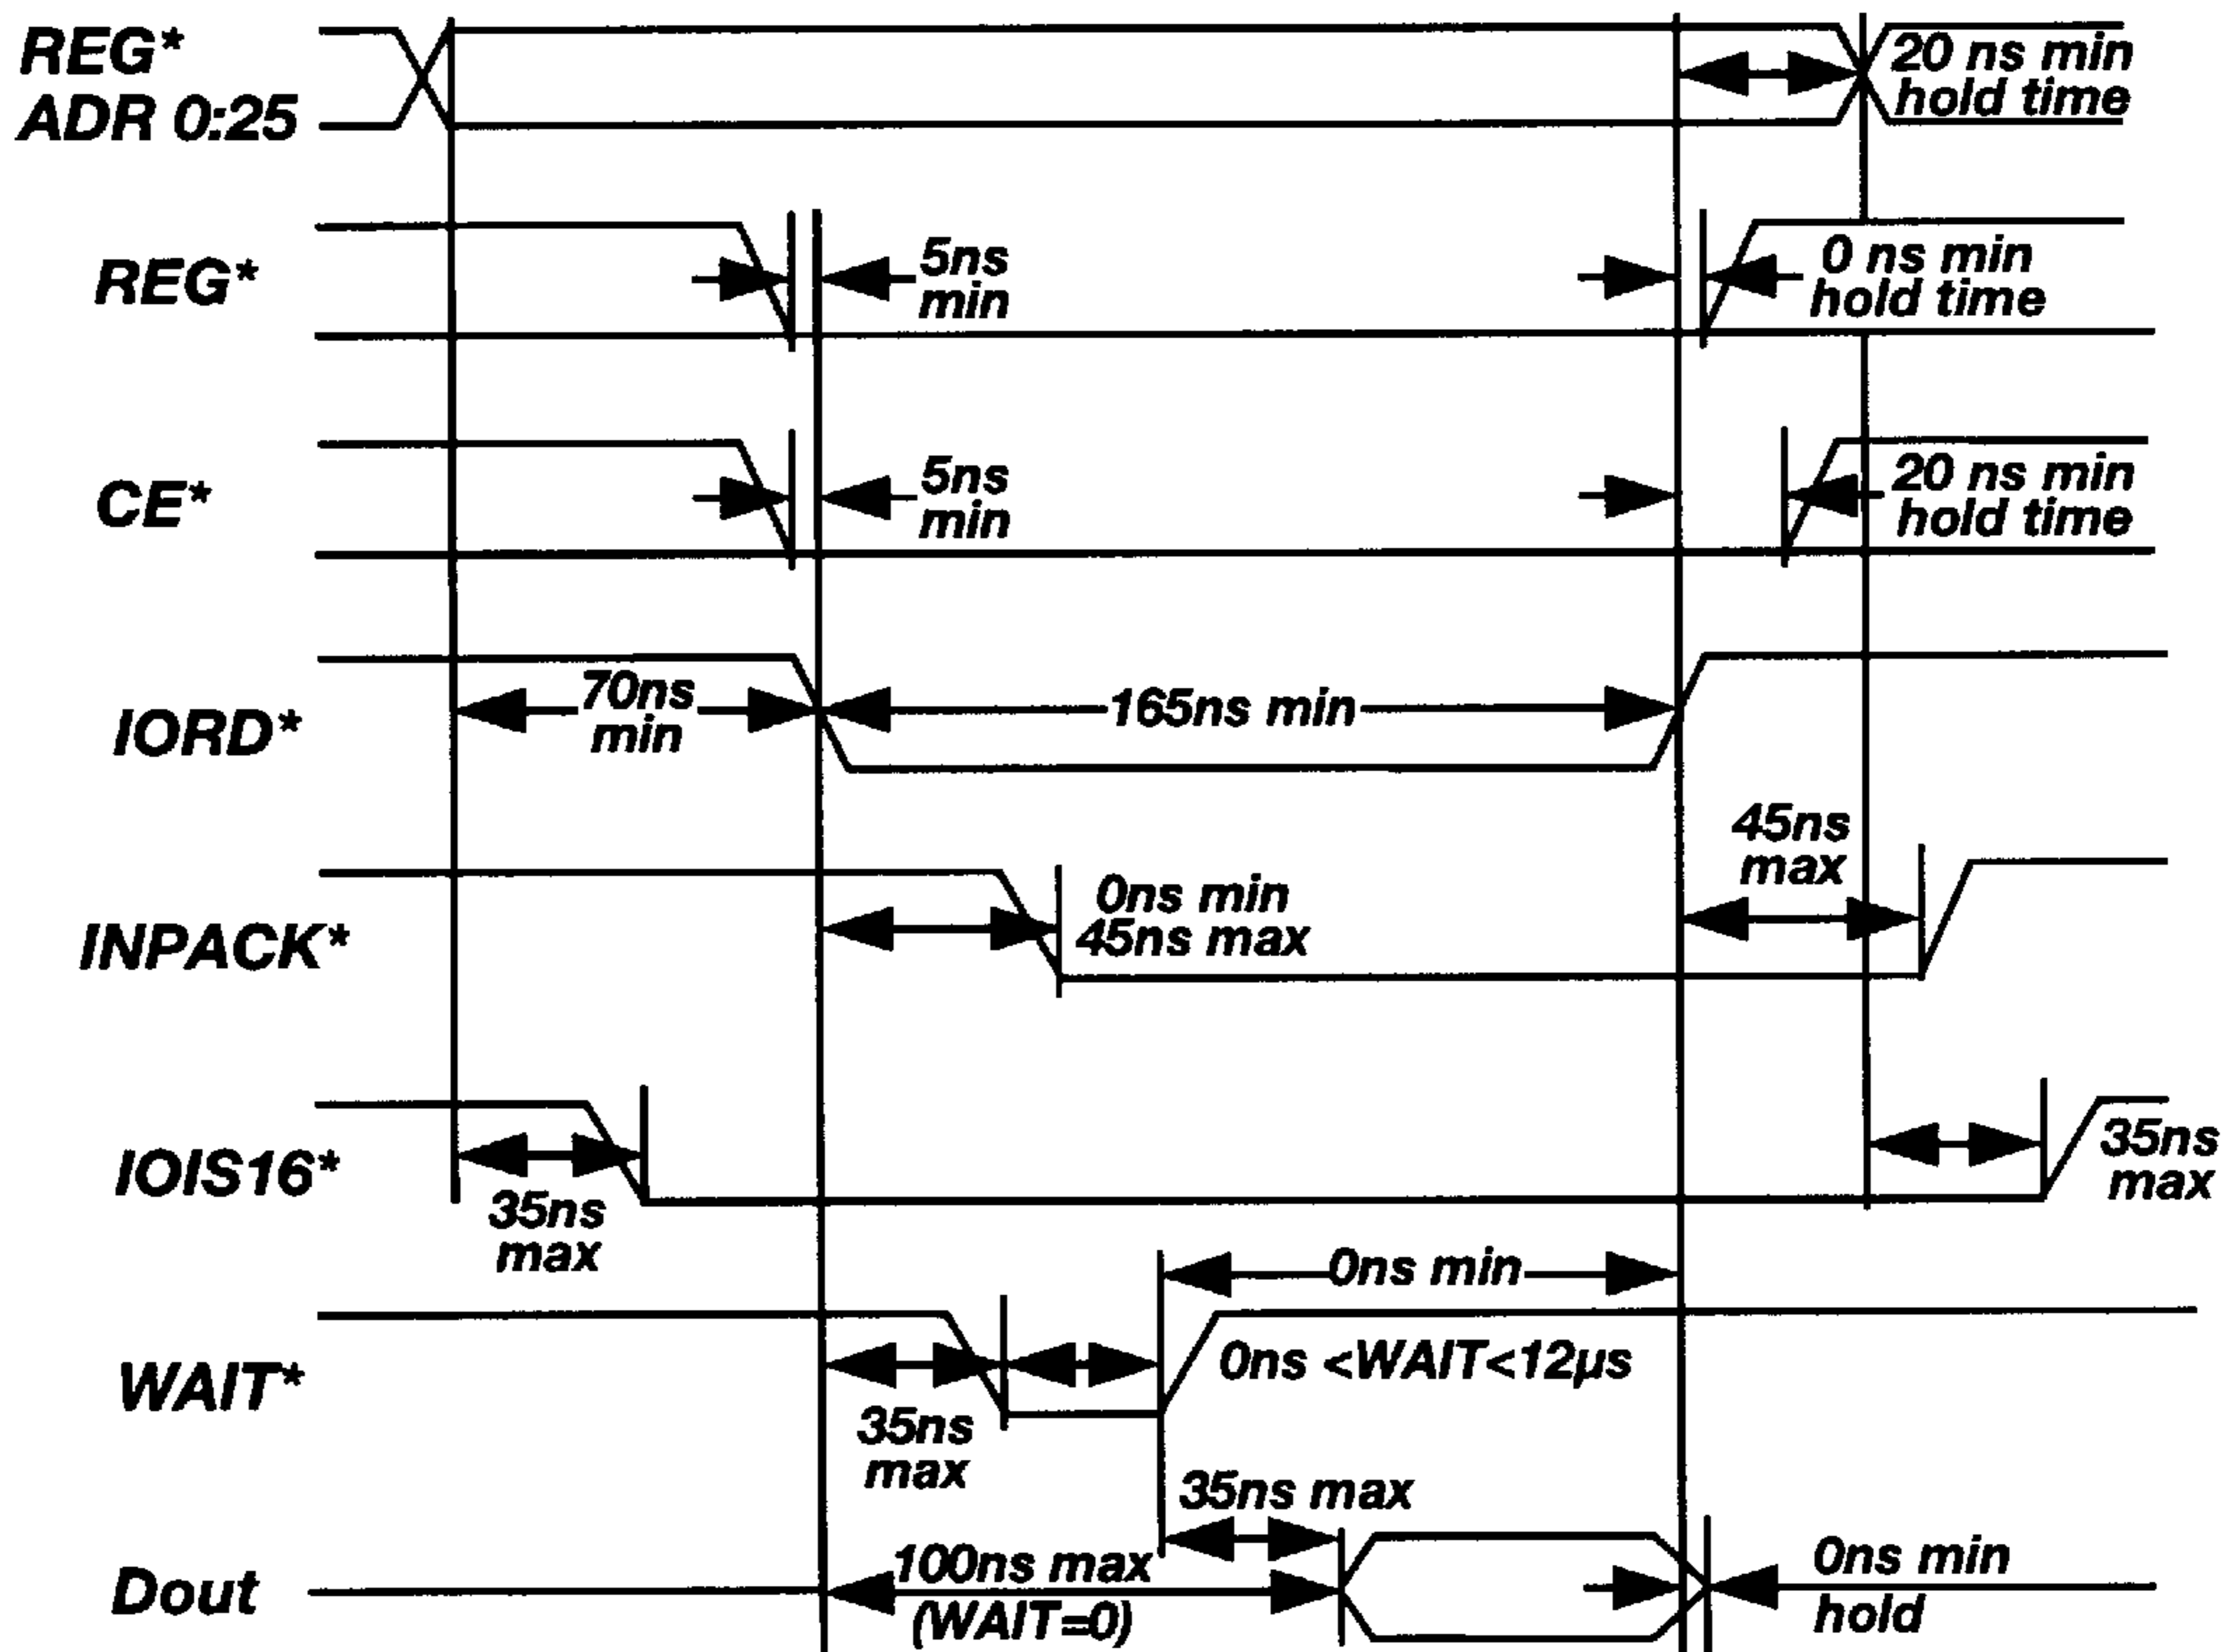 REG*
ADR 0:25
20 ns min
hold time
REG*
5ns
min
0 ns min
hold time
CE*
5ns
min
20 ns min
hold time
IORD*
70ns
min
165ns min
INPACK*
0ns min
45ns max
45ns
max
IOIS16*
35ns
max
35ns
max
WAIT*
0ns min
35ns
max
0ns <WAIT<12µs
Dout
35ns max
100ns max
(WAIT=0)
0ns min
hold